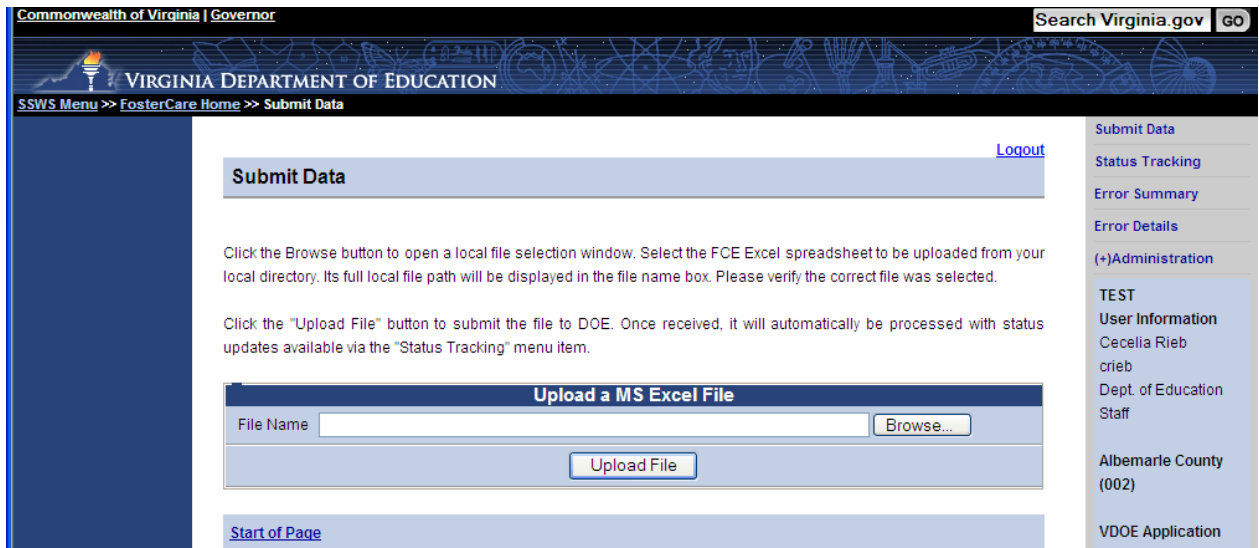 Commonwealth of Virginia | Governor
Search Virginia.gov GO
VIRGINIA DEPARTMENT OF EDUCATION
SSWS Menu >> FosterCare Home >> Submit Data
Logout
Submit Data
Click the Browse button to open a local file selection window. Select the FCE Excel spreadsheet to be uploaded from your
local directory. Its full local file path will be displayed in the file name box. Please verify the correct file was selected.
Click the "Upload File" button to submit the file to DOE. Once received, it will automatically be processed with status
updates available via the "Status Tracking" menu item.
Upload a MS Excel File
File Name Browse...
Upload File
Start of Page
Submit Data
Status Tracking
Error Summary
Error Details
(+)Administration
TEST
User Information
Cecelia Rieb
crieb
Dept. of Education
Staff
Albemarle County
(002)
VDOE Application